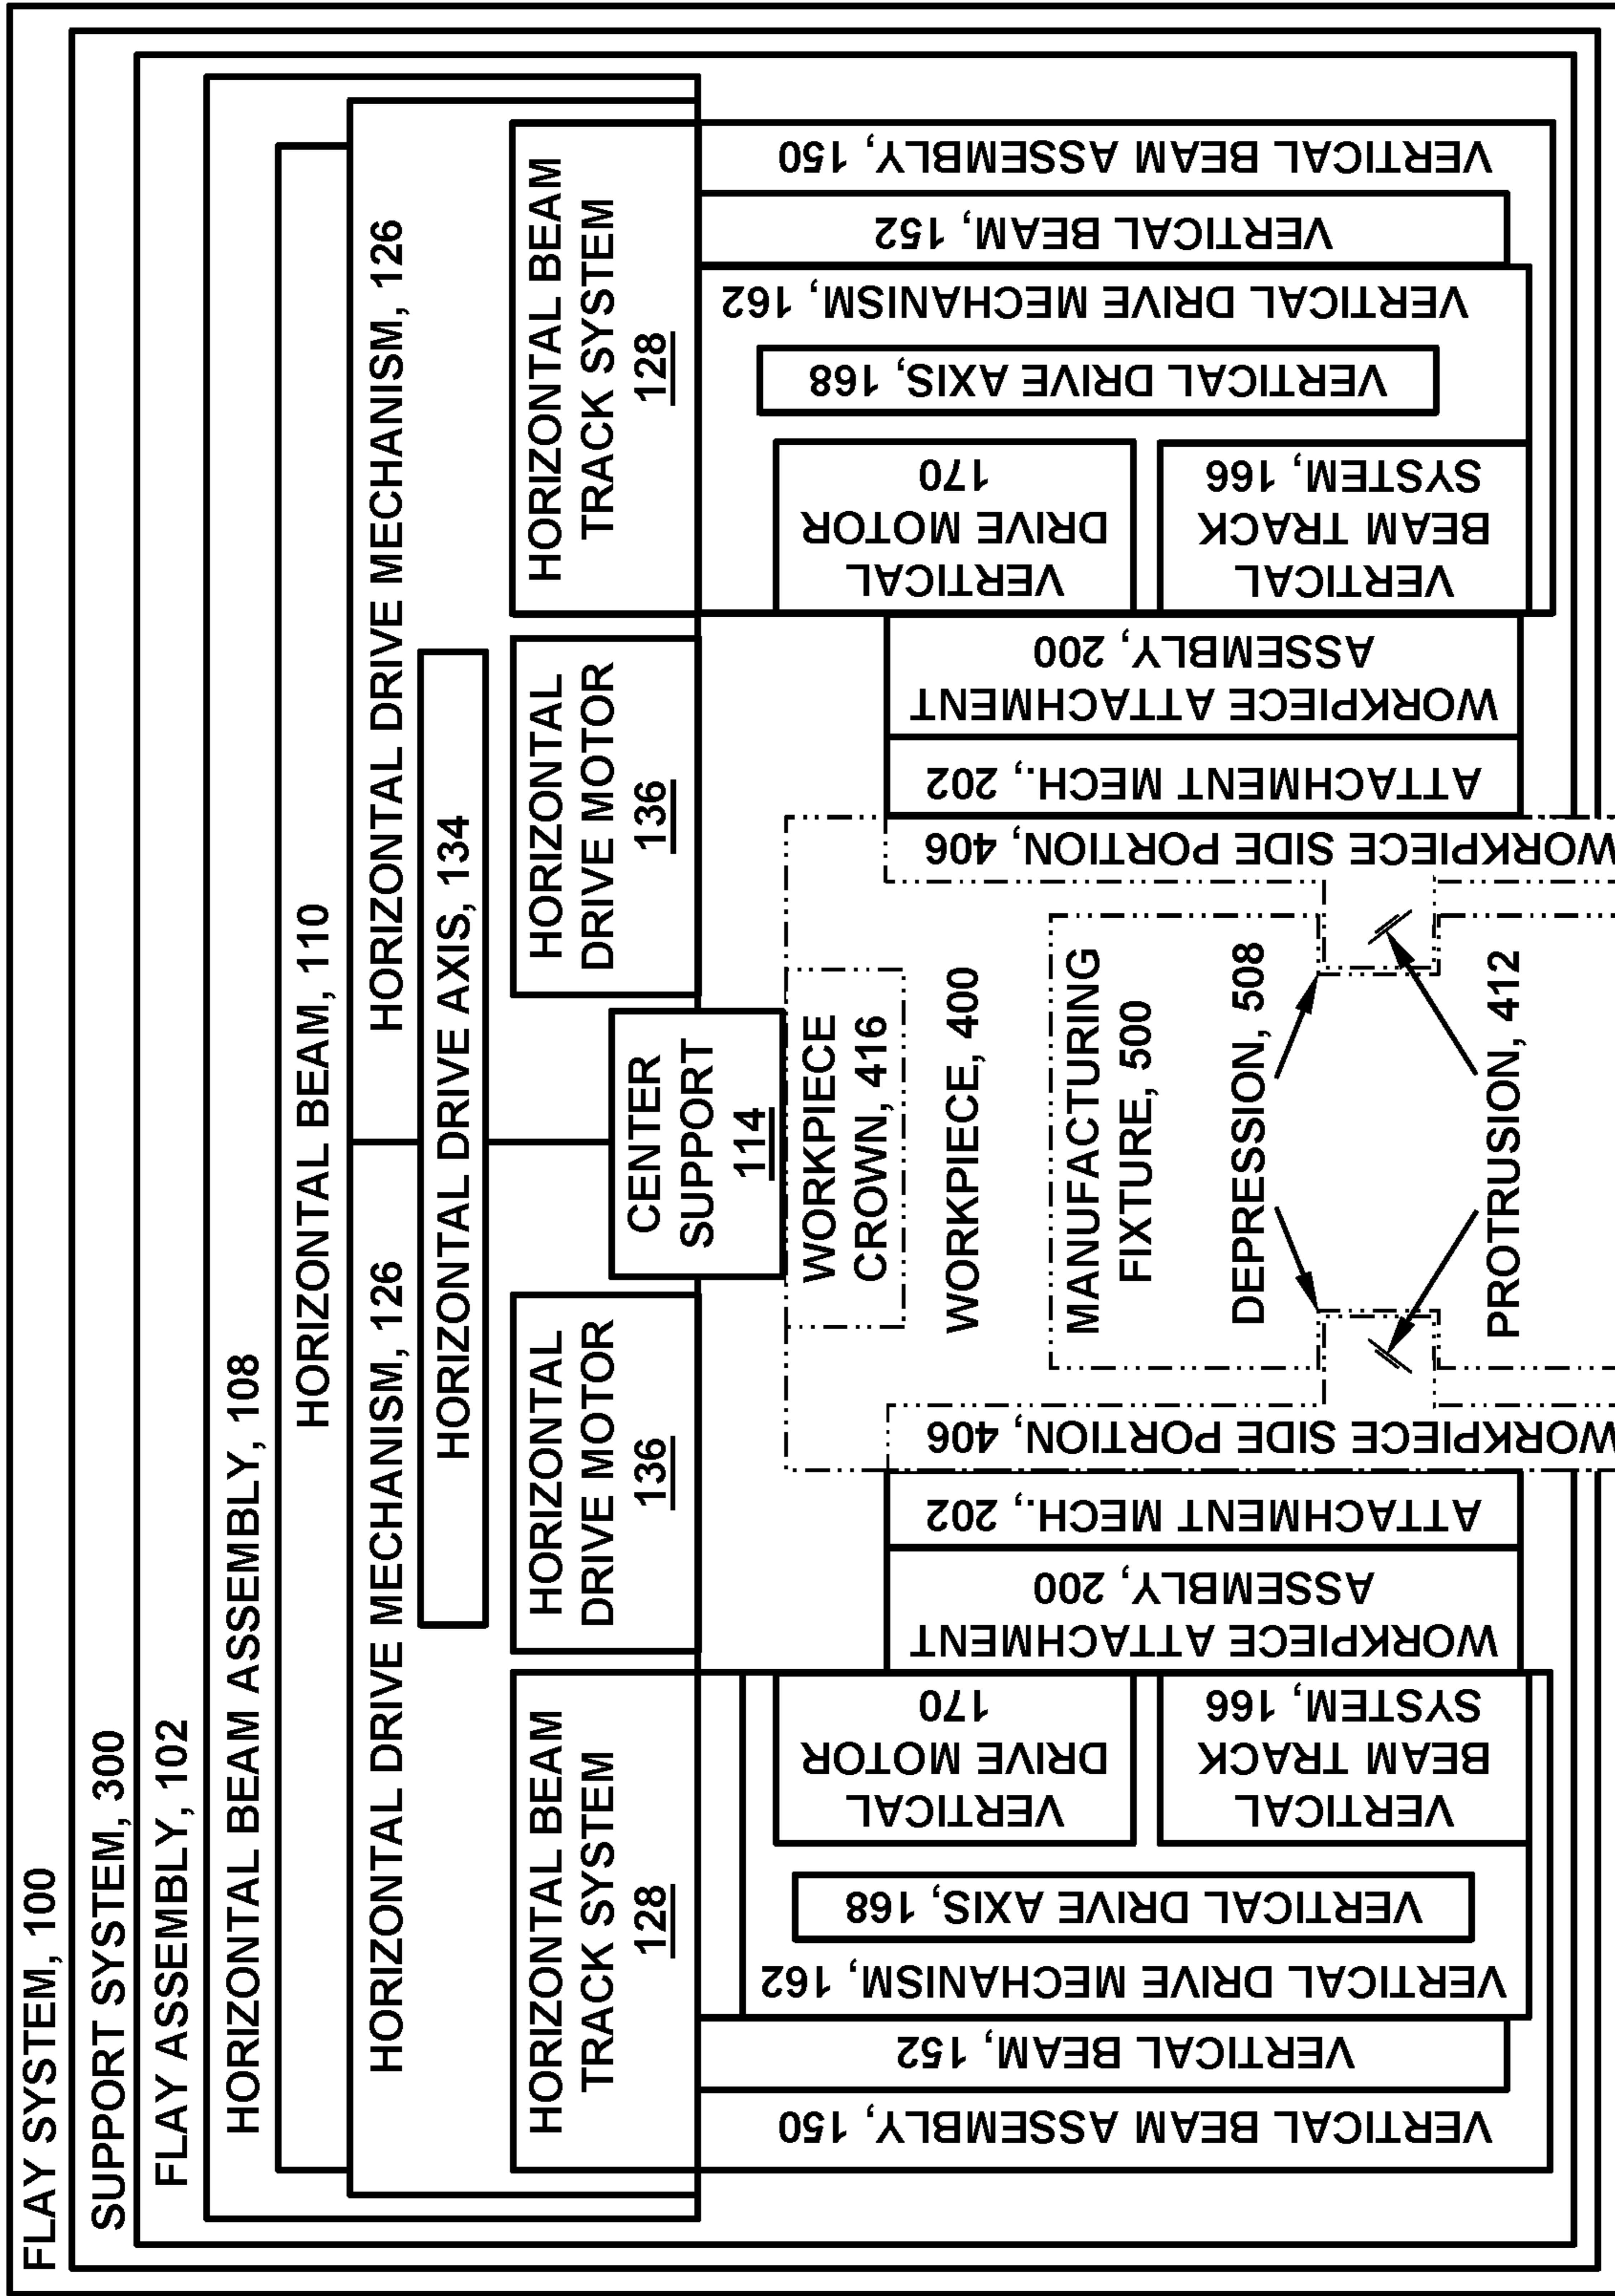 FLAY SYSTEM, 100
SUPPORT SYSTEM, 300
FLAY ASSEMBLY, 102
HORIZONTAL BEAM ASSEMBLY, 108
HORIZONTAL BEAM, 110
HORIZONTAL DRIVE MECHANISM, 126
HORIZONTAL DRIVE MECHANISM, 126
HORIZONTAL DRIVE AXIS, 134
HORIZONTAL BEAM
TRACK SYSTEM
128
HORIZONTAL
DRIVE MOTOR
136
CENTER
SUPPORT
114
HORIZONTAL
DRIVE MOTOR
136
HORIZONTAL BEAM
TRACK SYSTEM
128
VERTICAL BEAM ASSEMBLY, 150
VERTICAL BEAM, 152
VERTICAL DRIVE MECHANISM, 162
VERTICAL DRIVE AXIS, 168
VERTICAL
DRIVE MOTOR
170
VERTICAL
BEAM TRACK
SYSTEM, 166
WORKPIECE ATTACHMENT
ASSEMBLY, 200
ATTACHMENT MECH., 202
WORKPIECE SIDE PORTION, 406
WORKPIECE
CROWN, 416
WORKPIECE, 400
MANUFACTURING
FIXTURE, 500
DEPRESSION, 508
PROTRUSION, 412
WORKPIECE SIDE PORTION, 406
ATTACHMENT MECH., 202
WORKPIECE ATTACHMENT
ASSEMBLY, 200
VERTICAL
DRIVE MOTOR
170
VERTICAL
BEAM TRACK
SYSTEM, 166
VERTICAL DRIVE AXIS, 168
VERTICAL DRIVE MECHANISM, 162
VERTICAL BEAM, 152
VERTICAL BEAM ASSEMBLY, 150